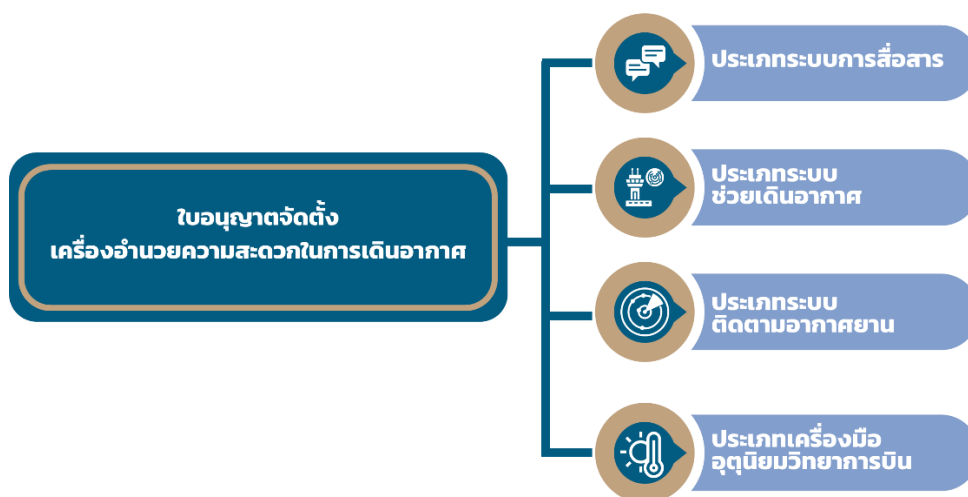 ใบอนุญาตจัดตั้ง
เครื่องอำนวยความสะดวกในการเดินอากาศ
ประเภทระบบการสื่อสาร
ประเภทระบบ
ช่วยเดินอากาศ
ประเภทระบบ
ติดตามอากาศยาน
ประเภทเครื่องมือ
อุตุนิยมวิทยาการบิน